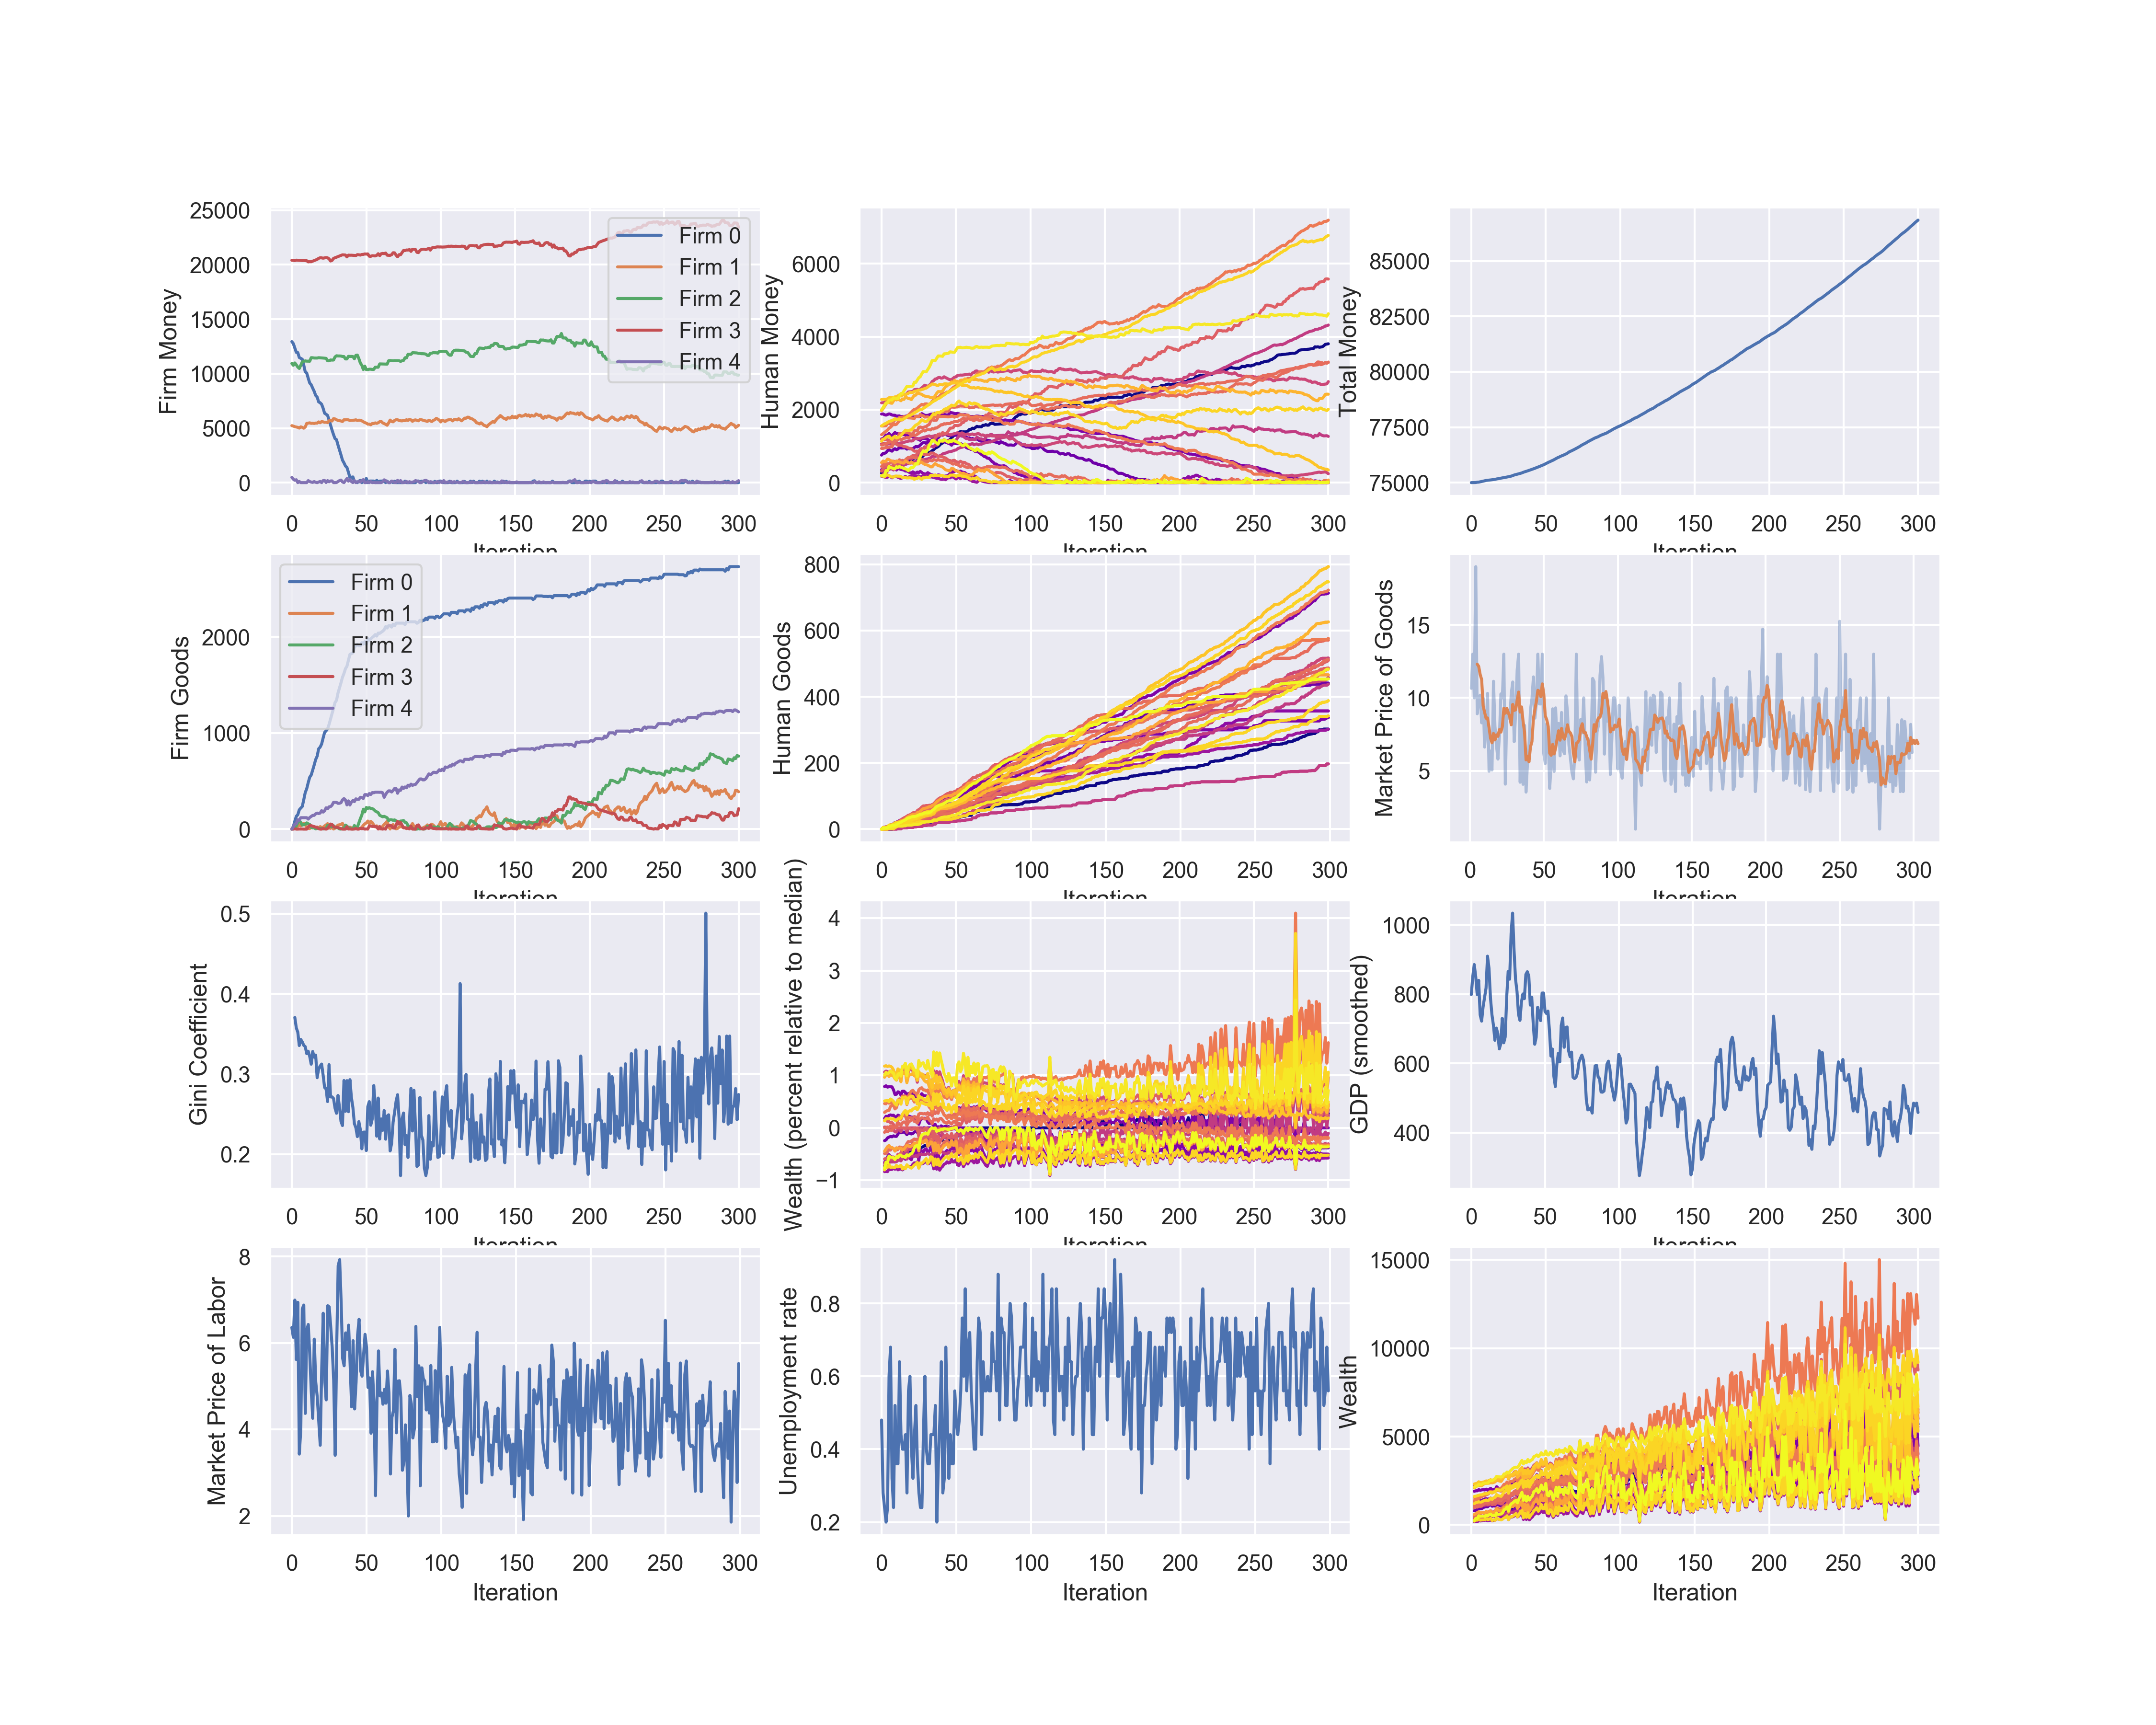 Firm Money
25000
20000
15000
10000
5000
0
Firm 0
Firm 1
Firm 2
Firm 3
Firm 4
0 50 100 150 200 250 300
Iteration
Human Money
6000
4000
2000
0
0 50 100 150 200 250 300
Iteration
Total Money
85000
82500
80000
77500
75000
0 50 100 150 200 250 300
Iteration
Firm Goods
2000
1000
0
Firm 0
Firm 1
Firm 2
Firm 3
Firm 4
0 50 100 150 200 250 300
Iteration
Human Goods
800
600
400
200
0
0 50 100 150 200 250 300
Iteration
Market Price of Goods
15
10
5
0 50 100 150 200 250 300
Iteration
Gini Coefficient
0.5
0.4
0.3
0.2
0 50 100 150 200 250 300
Iteration
Wealth (percent relative to median)
4
3
2
1
0
−1
0 50 100 150 200 250 300
Iteration
GDP (smoothed)
1000
800
600
400
0 50 100 150 200 250 300
Iteration
Market Price of Labor
8
6
4
2
0 50 100 150 200 250 300
Iteration
Unemployment rate
0.8
0.6
0.4
0.2
0 50 100 150 200 250 300
Iteration
Wealth
15000
10000
5000
0
0 50 100 150 200 250 300
Iteration